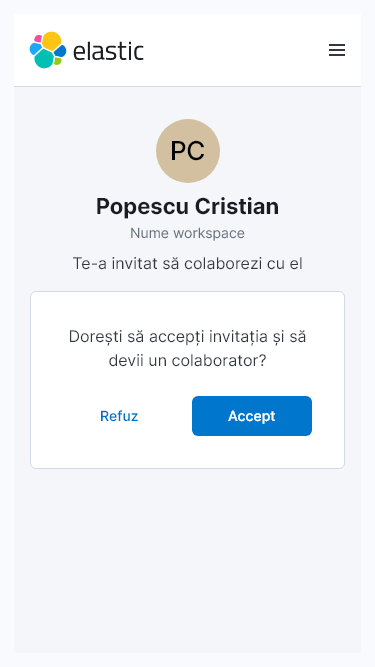 elastic
PC
Popescu Cristian
Nume workspace
Te-a invitat să colaborezi cu el
Dorești să accepți invitația și să
devii un colaborator?
Refuz
Accept